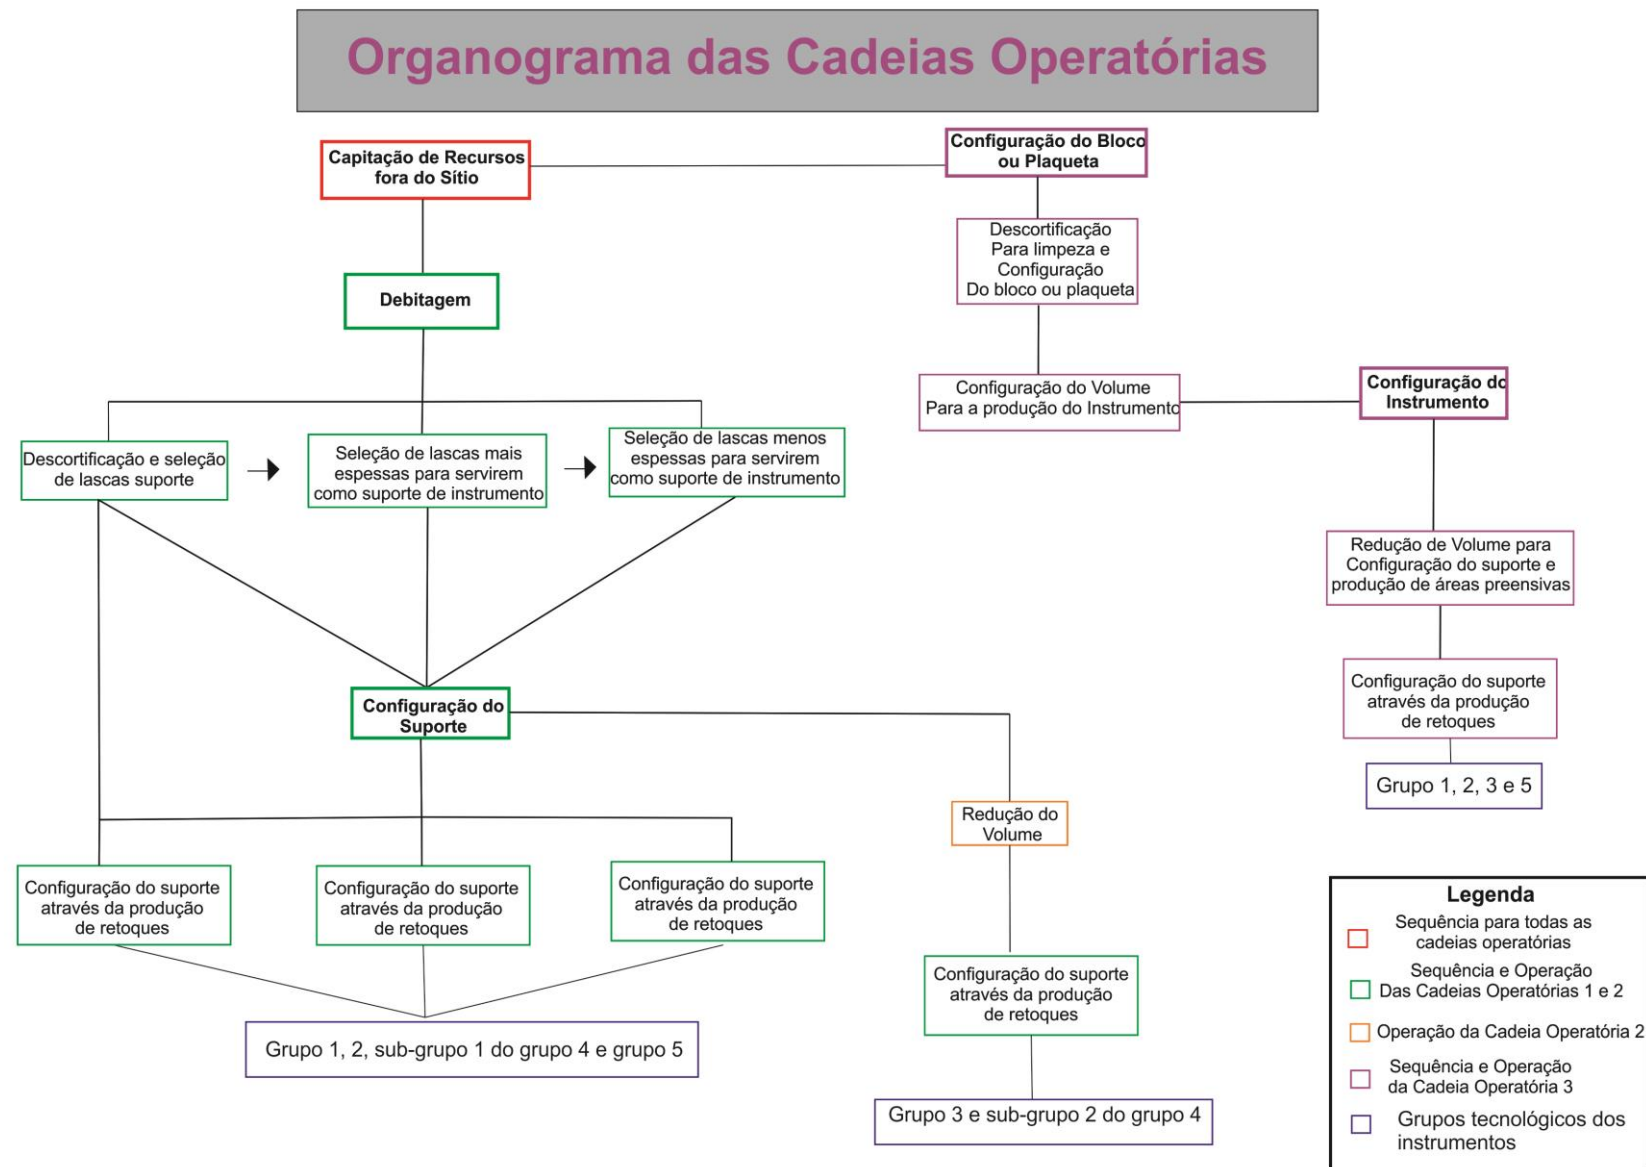 Organograma das Cadeias Operatórias
Capitação de Recursos
fora do Sítio
Configuração do Bloco
ou Plaqueta
Descortificação
Para limpeza e
Configuração
Do bloco ou plaqueta
Debitagem
Configuração do Volume
Para a produção do Instrumento
Configuração do
Instrumento
Descortificação e seleção
de lascas suporte
Seleção de lascas mais
espessas para servirem
como suporte de instrumento
Seleção de lascas menos
espessas para servirem
como suporte de instrumento
Redução de Volume para
Configuração do suporte e
produção de áreas preensivas
Configuração do suporte
através da produção
de retoques
Grupo 1, 2, 3 e 5
Configuração do
Suporte
Redução do
Volume
Configuração do suporte
através da produção
de retoques
Configuração do suporte
através da produção
de retoques
Configuração do suporte
através da produção
de retoques
Configuração do suporte
através da produção
de retoques
Grupo 1, 2, sub-grupo 1 do grupo 4 e grupo 5
Grupo 3 e sub-grupo 2 do grupo 4
Legenda
Sequência para todas as
cadeias operatórias
Sequência e Operação
Das Cadeias Operatórias 1 e 2
Operação da Cadeia Operatória 2
Sequência e Operação
da Cadeia Operatória 3
Grupos tecnológicos dos
instrumentos